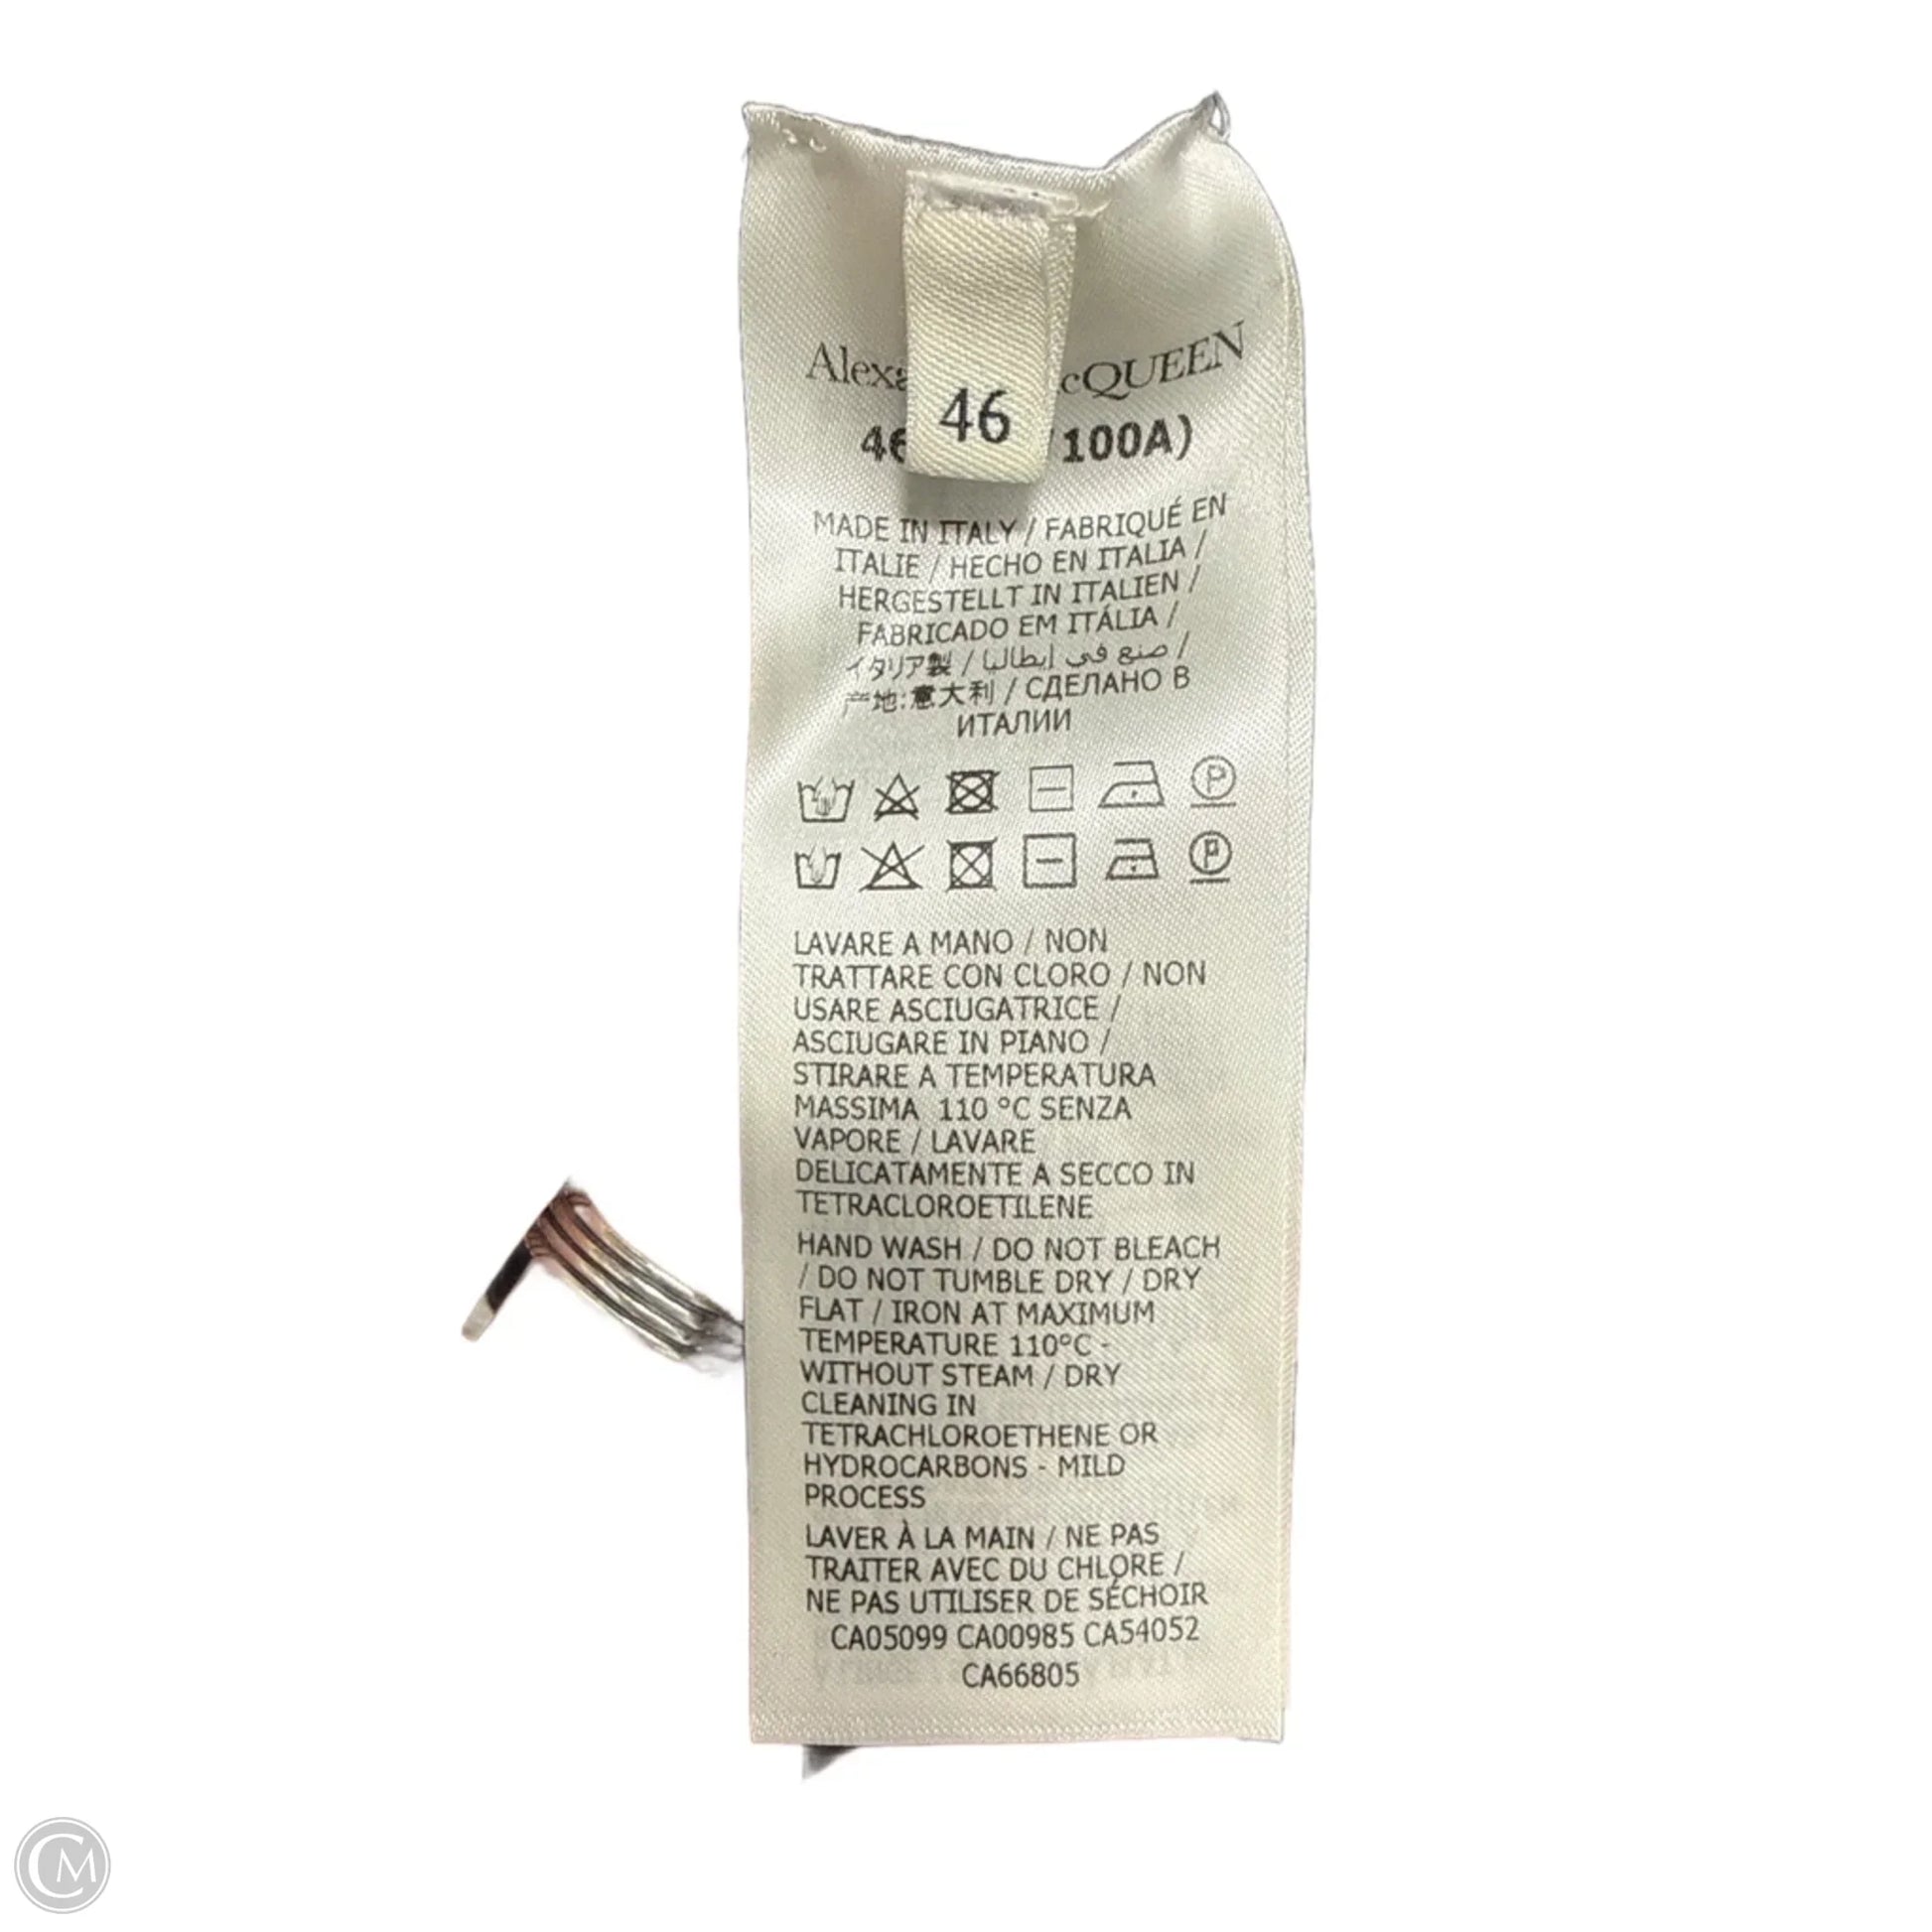 46
McQUEEN
100A)
MADE IN ITALY / FABRIQUÉ EN
ITALIE / HECHO EN ITALIA /
HERGESTELLT IN ITALIEN /
FABRICADO EM ITÁLIA /
イタリア製 / صنع في إيطاليا /
产地:意大利 / СДЕЛАНО В
ИТАЛИИ
LAVARE A MANO / NON
TRATTARE CON CLORO / NON
USARE ASCIUGATRICE /
ASCIUGARE IN PIANO /
STIRARE A TEMPERATURA
MASSIMA 110 °C SENZA
VAPORE / LAVARE
DELICATAMENTE A SECCO IN
TETRACLOROETILENE
HAND WASH / DO NOT BLEACH
/ DO NOT TUMBLE DRY / DRY
FLAT / IRON AT MAXIMUM
TEMPERATURE 110°C -
WITHOUT STEAM / DRY
CLEANING IN
TETRACHLOROETHENE OR
HYDROCARBONS - MILD
PROCESS
LAVER À LA MAIN / NE PAS
TRAITER AVEC DU CHLORE /
NE PAS UTILISER DE SÉCHOIR
CA05099 CA00985 CA54052
CA66805
CM